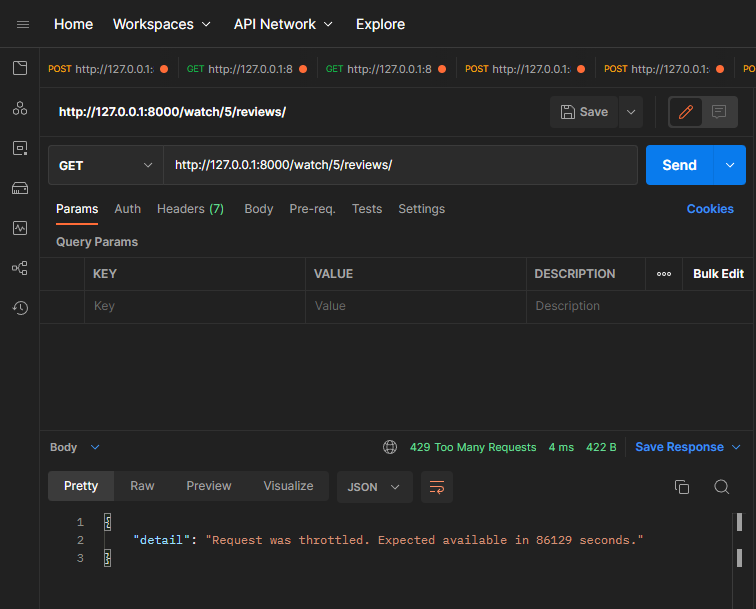 Home Workspaces API Network Explore
POST http://127.0.0.1: GET http://127.0.0.1:8 GET http://127.0.0.1:8 POST http://127.0.0.1: POST http://127.0.0.1: PO
http://127.0.0.1:8000/watch/5/reviews/ Save
GET http://127.0.0.1:8000/watch/5/reviews/ Send
Params Auth Headers (7) Body Pre-req. Tests Settings Cookies
Query Params
KEY VALUE DESCRIPTION Bulk Edit
Key Value Description
Body 429 Too Many Requests 4 ms 422 B Save Response
Pretty Raw Preview Visualize JSON
1 {
2 "detail": "Request was throttled. Expected available in 86129 seconds."
3 }